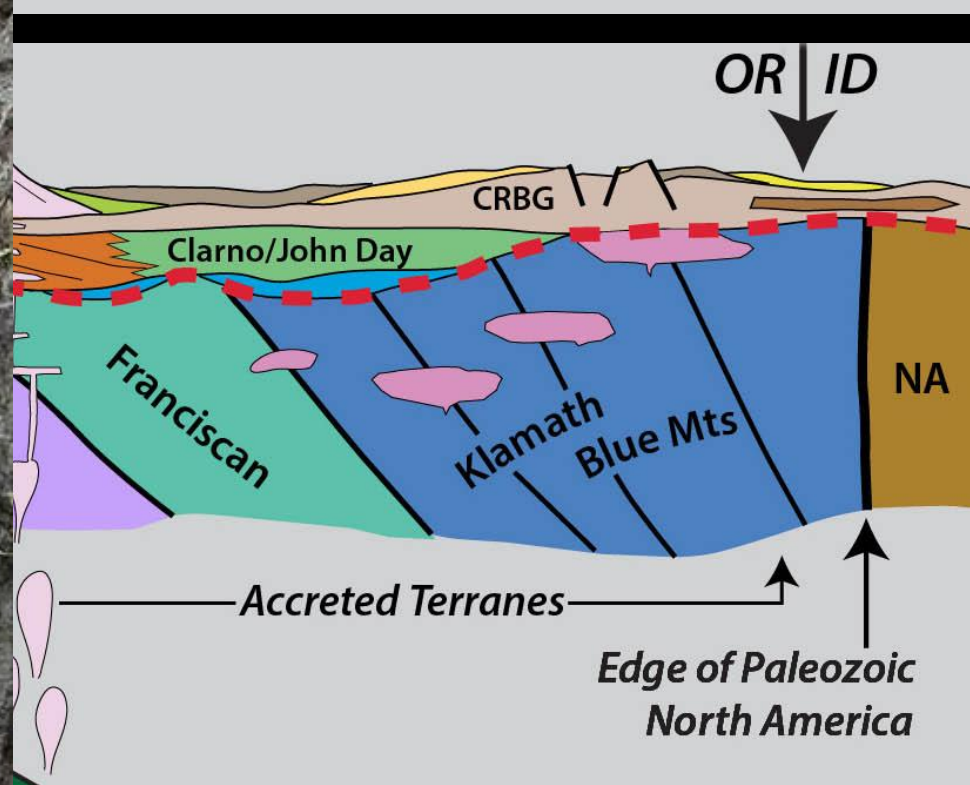 OR ID
CRBG
Clarno/John Day
Franciscan
Klamath
Blue Mts
NA
Accreted Terranes
Edge of Paleozoic
North America